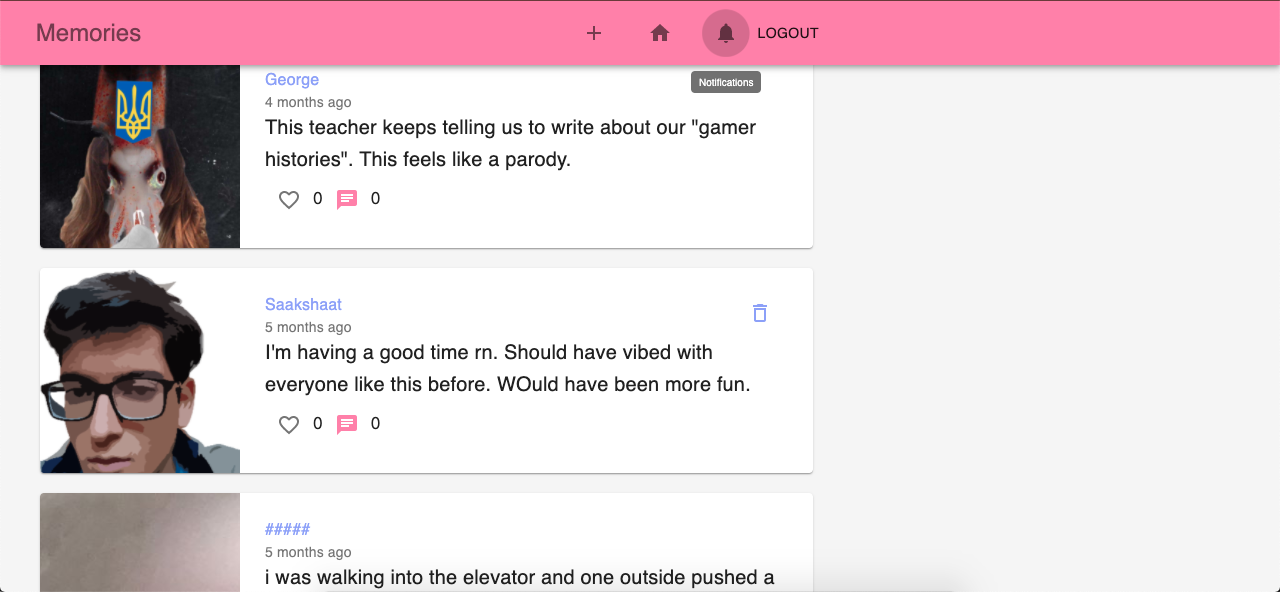 Memories
LOGOUT
Notifications
George
4 months ago
This teacher keeps telling us to write about our "gamer
histories". This feels like a parody.
0 0
Saakshaat
5 months ago
I'm having a good time rn. Should have vibed with
everyone like this before. WOuld have been more fun.
0 0
#####
5 months ago
i was walking into the elevator and one outside pushed a